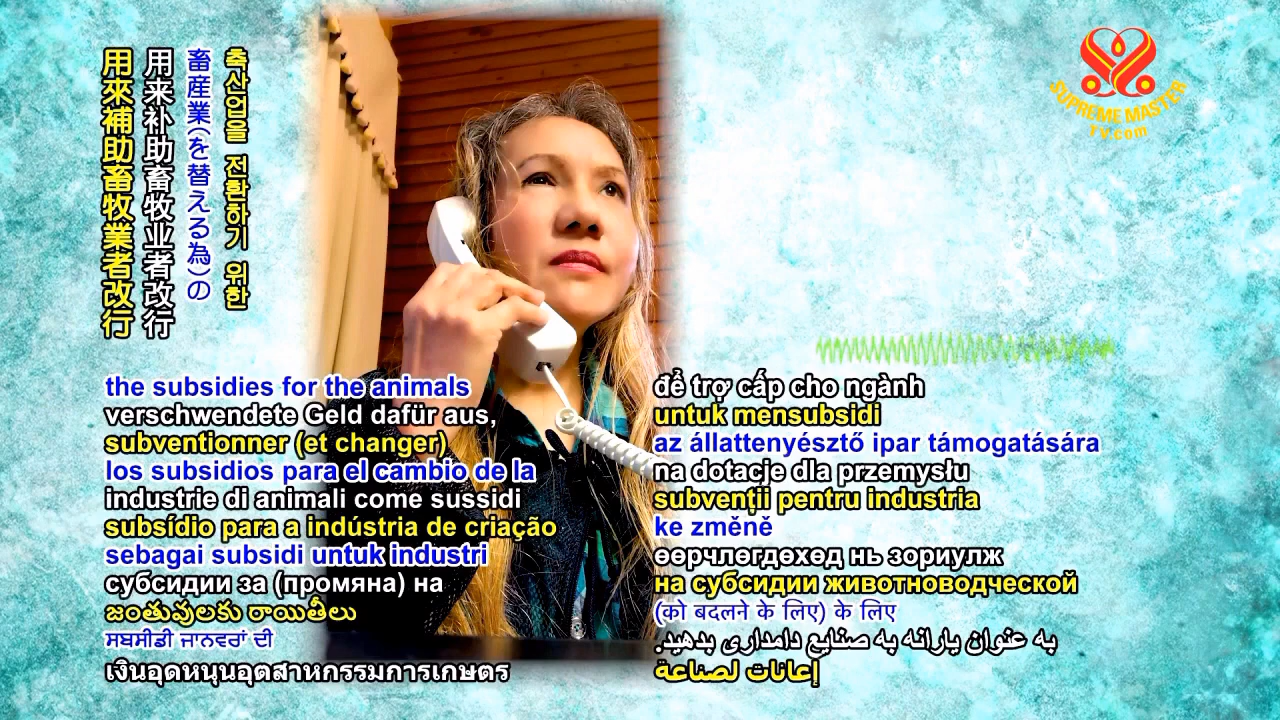 축산업을 전환하기 위한
畜産業(を替える為)の
用来补助畜牧业者改行
用來補助畜牧業者改行
SUPREME MASTER
TV.com
the subsidies for the animals
verschwendete Geld dafür aus,
subventionner (et changer)
los subsidios para el cambio de la
industrie di animali come sussidi
subsídio para a indústria de criação
sebagai subsidi untuk industri
субсидии за (промяна) на
జంతువులకు రాయితీలు
ਸਬਸੀਡੀ ਜਾਨਵਰਾਂ ਦੀ
เงินอุดหนุนอุตสาหกรรมการเกษตร
để trợ cấp cho ngành
untuk mensubsidi
az állattenyésztő ipar támogatására
na dotacje dla przemysłu
subvenții pentru industria
ke změně
өөрчлөгдөхөд нь зориулж
на субсидии животноводческой
(को बदलने के लिए) के लिए
به عنوان یارانه به صنایع دامداری بدهید.
إعانات لصناعة